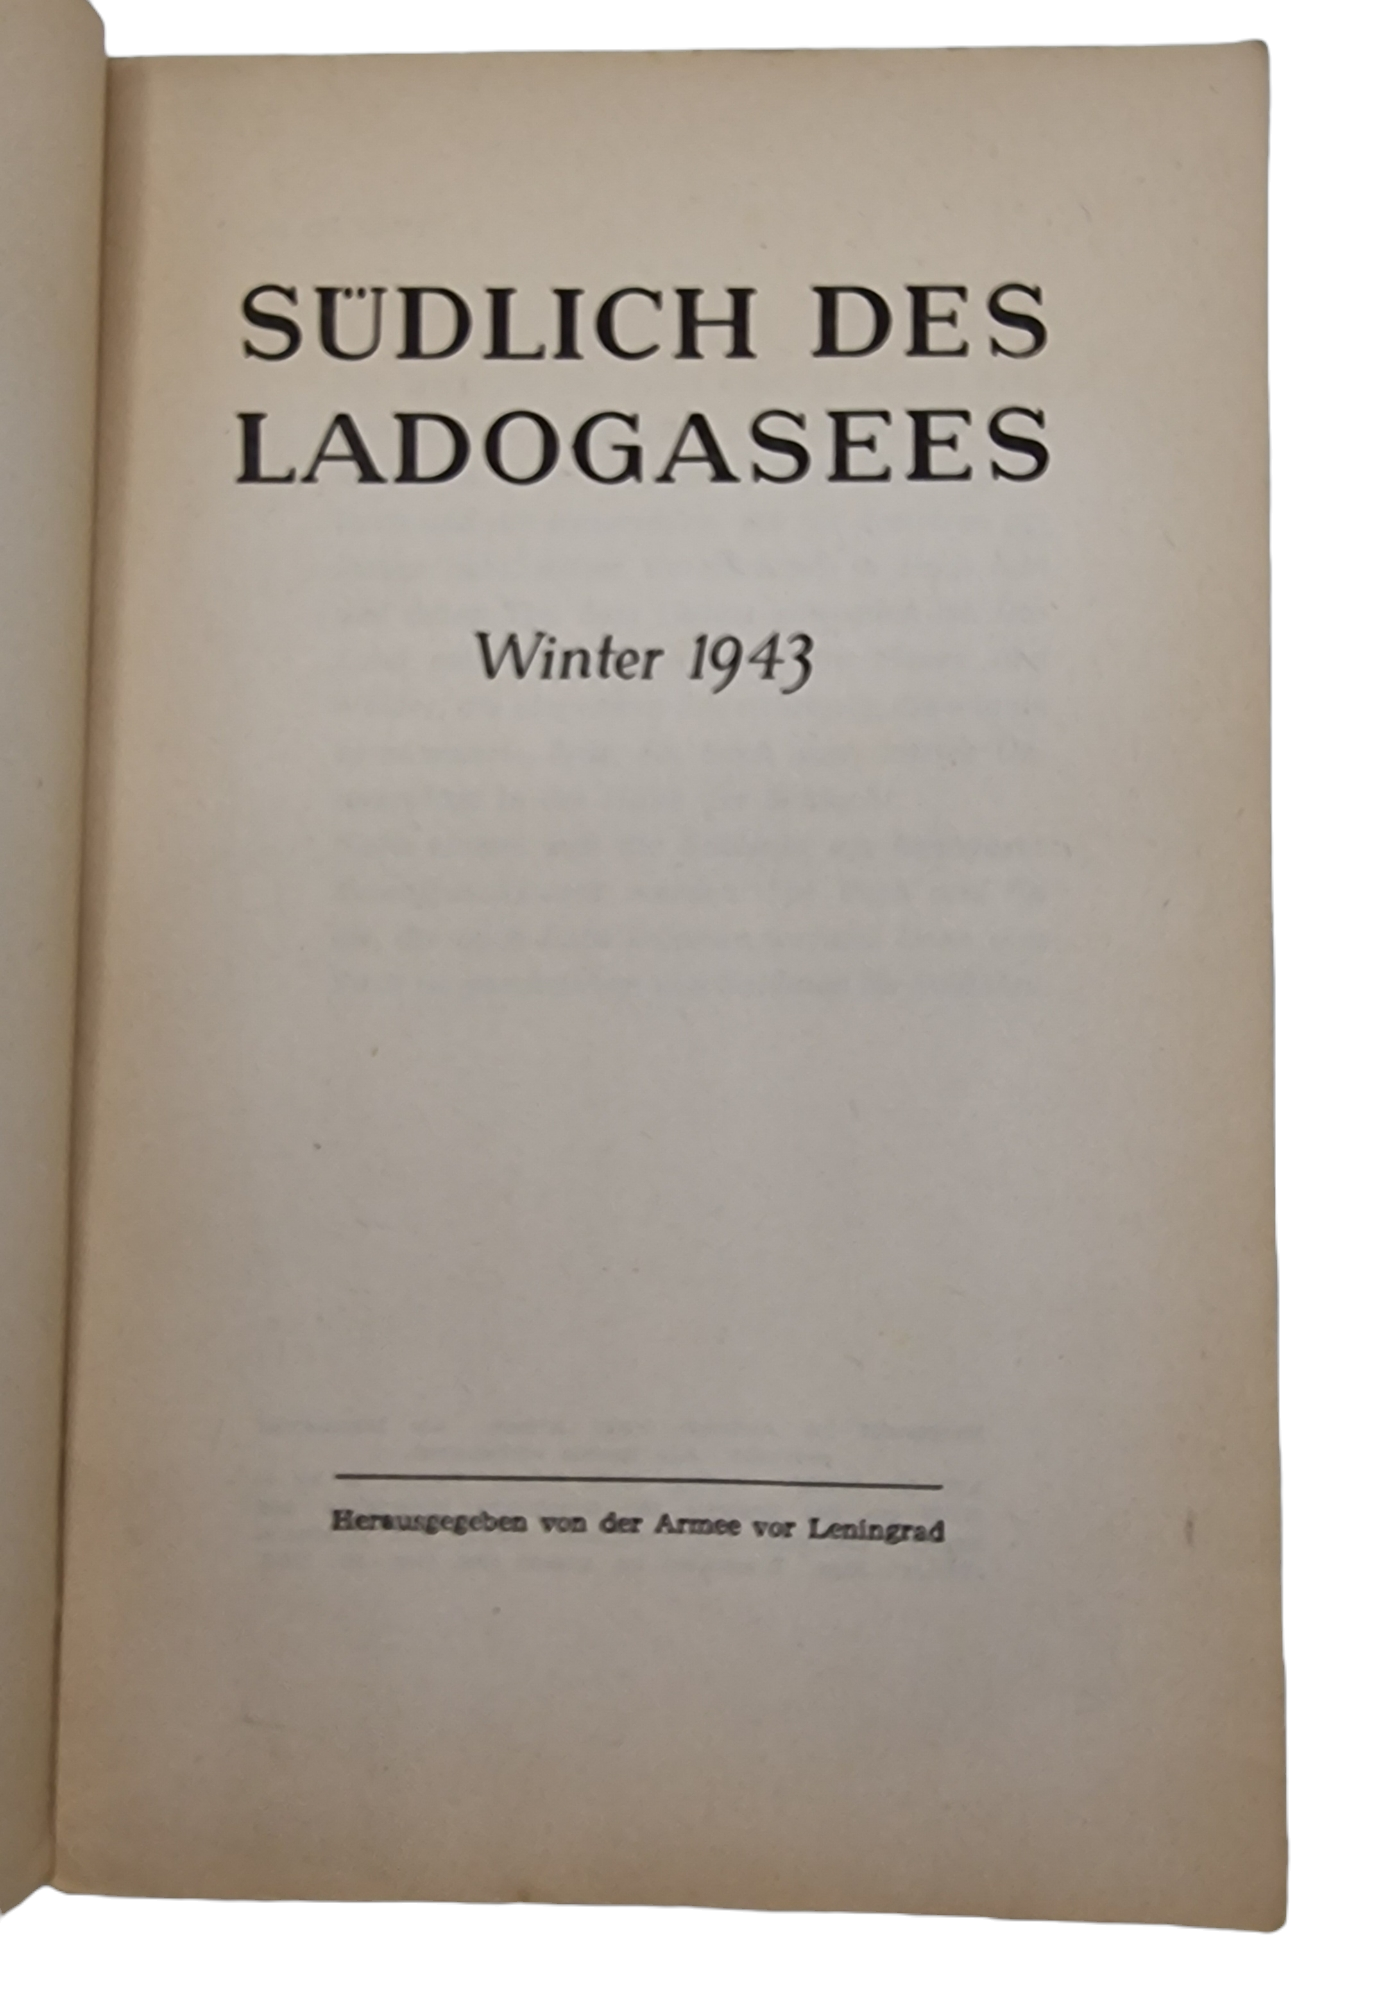 SÜDLICH DES
LADOGASEES
Winter 1943
Herausgegeben von der Armee vor Leningrad